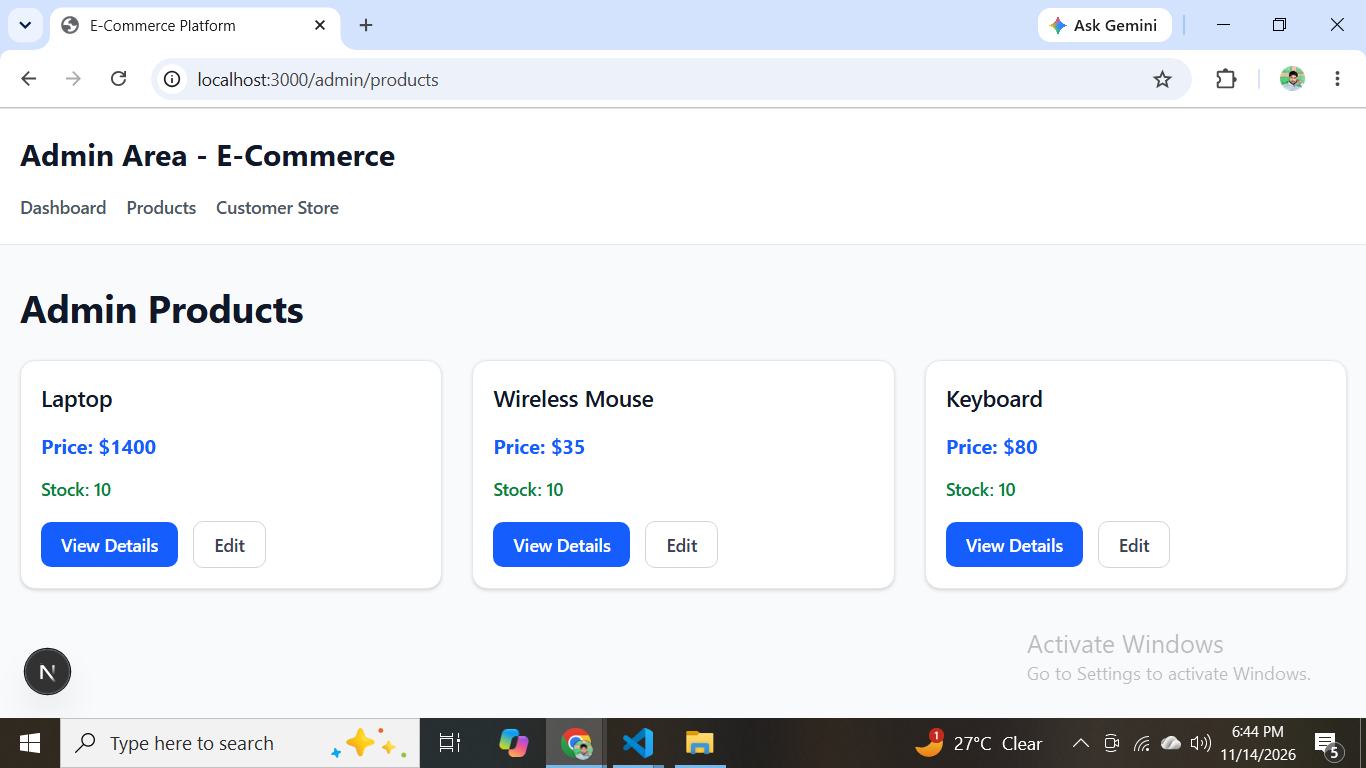 E-Commerce Platform
Ask Gemini
localhost:3000/admin/products
Admin Area - E-Commerce
Dashboard Products Customer Store
Admin Products
Laptop
Price: $1400
Stock: 10
View Details Edit
Wireless Mouse
Price: $35
Stock: 10
View Details Edit
Keyboard
Price: $80
Stock: 10
View Details Edit
N
Activate Windows
Go to Settings to activate Windows.
Type here to search
1
27°C Clear
6:44 PM
11/14/2026
5